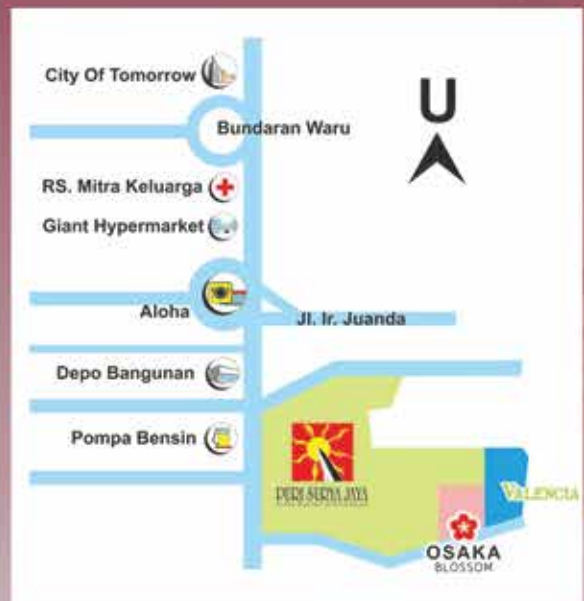 City Of Tomorrow
U
Bundaran Waru
RS. Mitra Keluarga
Giant Hypermarket
Aloha
Jl. Ir. Juanda
Depo Bangunan
Pompa Bensin
PURI SURYA JAYA
VALENCIA
OSAKA
BLOSSOM